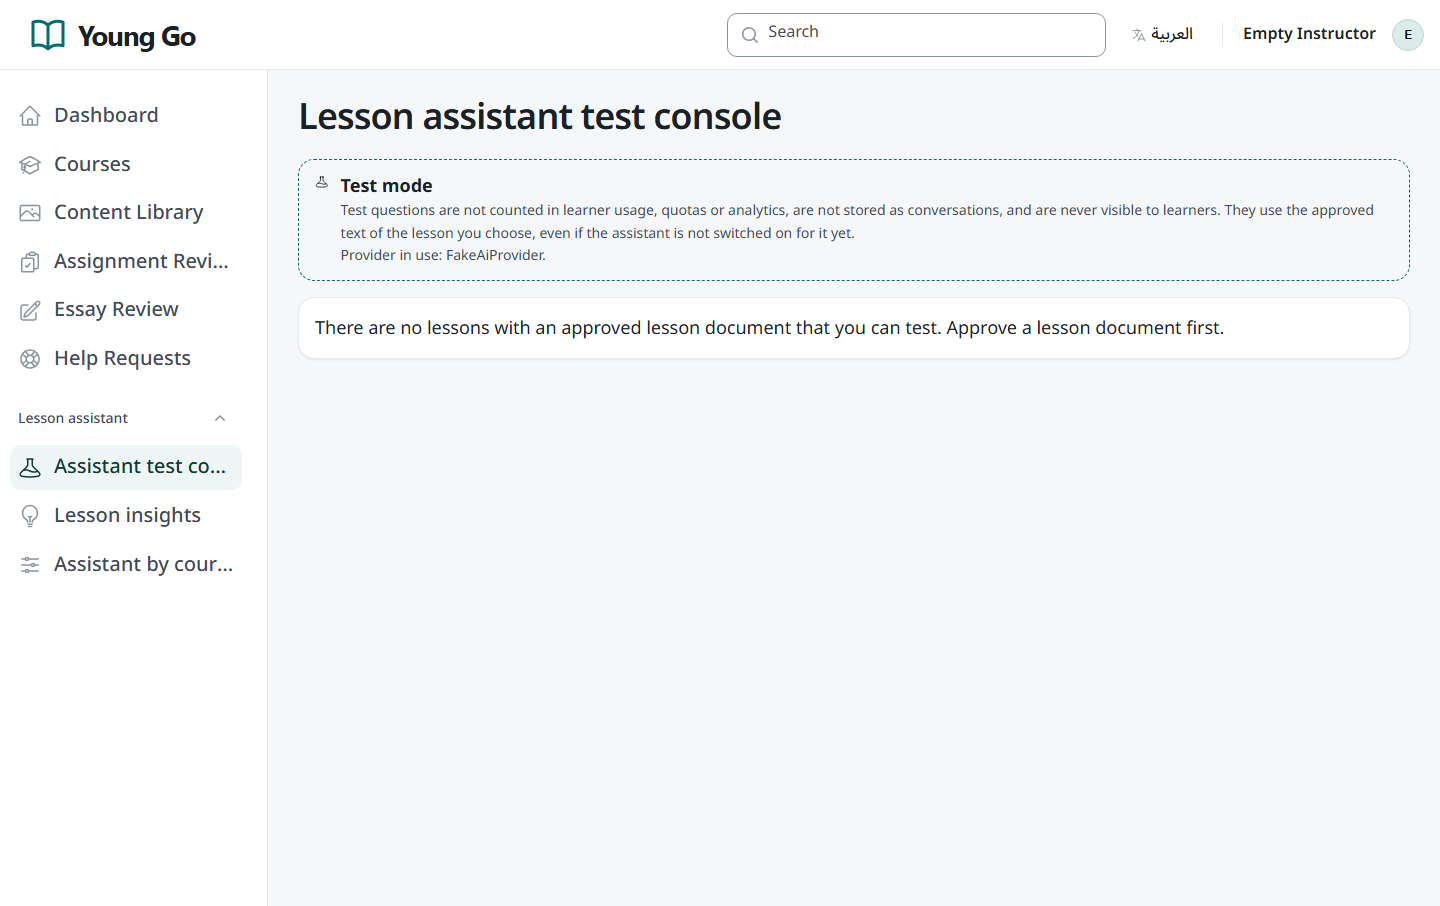 Young Go
Search
العربية
Empty Instructor
E
Dashboard
Courses
Content Library
Assignment Revi...
Essay Review
Help Requests
Lesson assistant
Assistant test co...
Lesson insights
Assistant by cour...
Lesson assistant test console
Test mode
Test questions are not counted in learner usage, quotas or analytics, are not stored as conversations, and are never visible to learners. They use the approved
text of the lesson you choose, even if the assistant is not switched on for it yet.
Provider in use: FakeAiProvider.
There are no lessons with an approved lesson document that you can test. Approve a lesson document first.